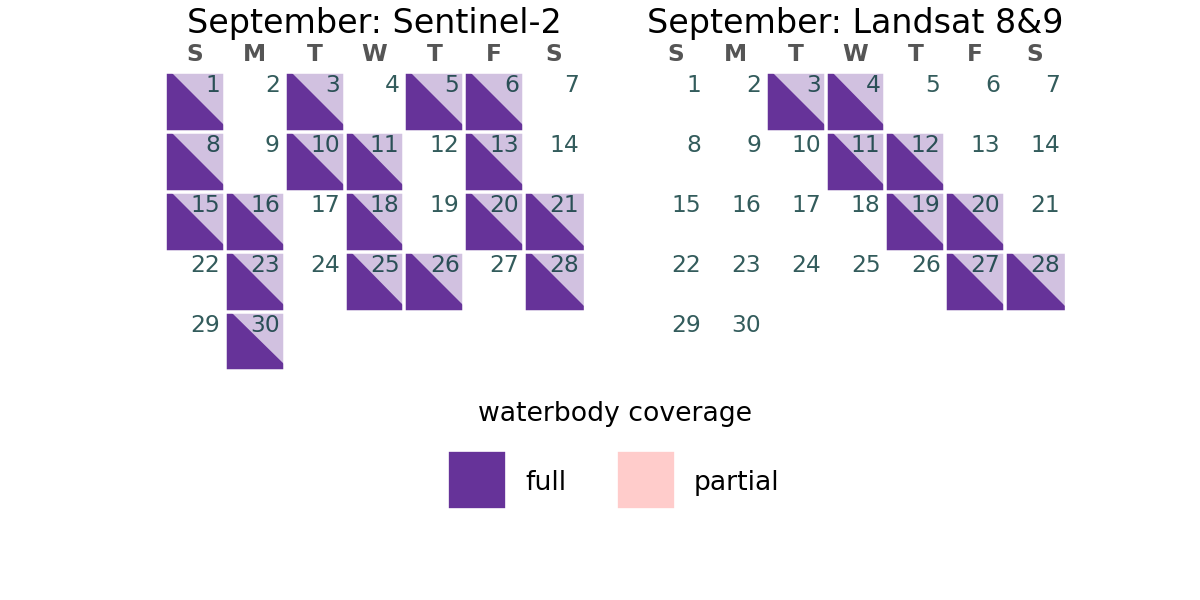 September: Sentinel-2
S M T W T F S
1 2 3 4 5 6 7
8 9 10 11 12 13 14
15 16 17 18 19 20 21
22 23 24 25 26 27 28
29 30
September: Landsat 8&9
S M T W T F S
1 2 3 4 5 6 7
8 9 10 11 12 13 14
15 16 17 18 19 20 21
22 23 24 25 26 27 28
29 30
waterbody coverage
full partial